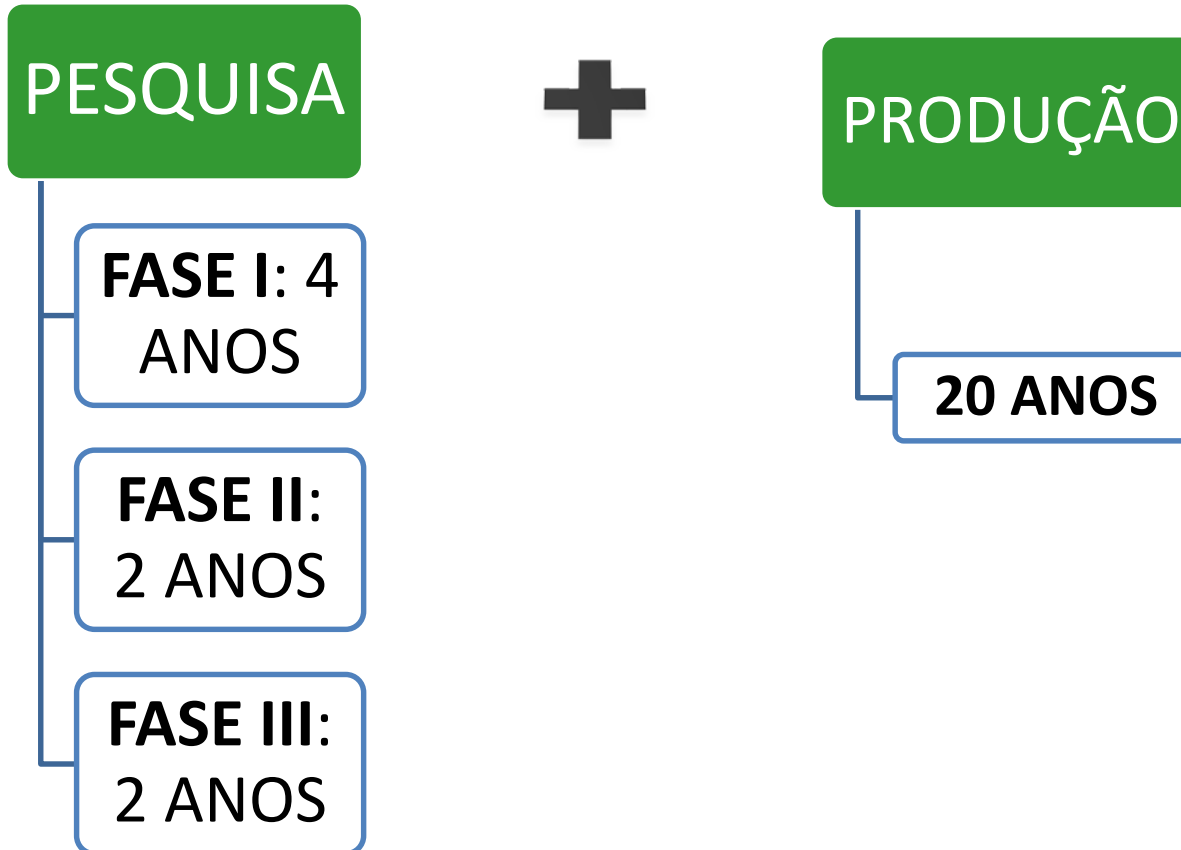 PESQUISA
FASE I: 4
ANOS
FASE II:
2 ANOS
FASE III:
2 ANOS
PRODUÇÃO
20 ANOS